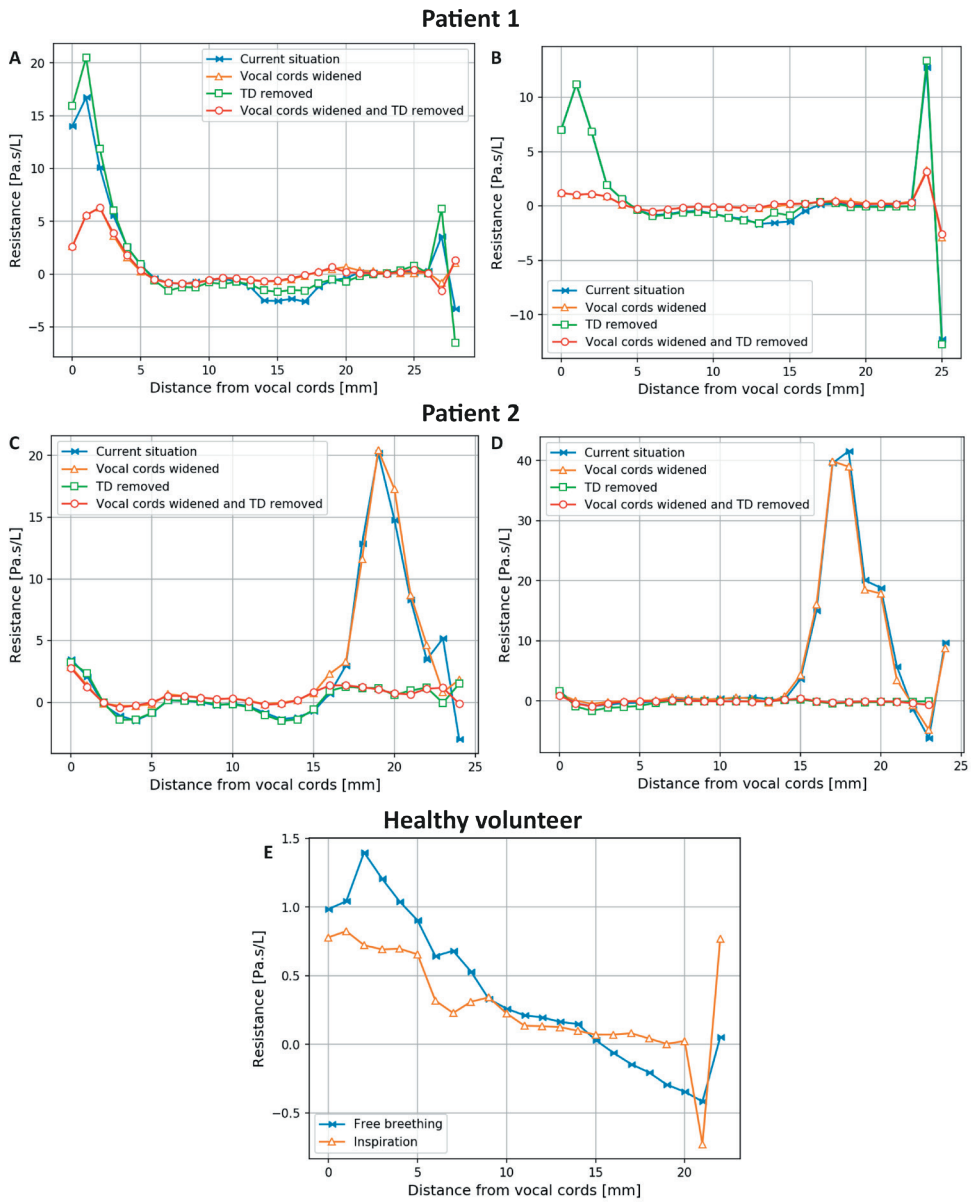 Patient 1
A
Current situation
Vocal cords widened
TD removed
Vocal cords widened and TD removed
20
15
10
5
0
−5
Resistance [Pa.s/L]
0
5
10
15
20
25
Distance from vocal cords [mm]
B
10
5
0
−5
−10
Resistance [Pa.s/L]
Current situation
Vocal cords widened
TD removed
Vocal cords widened and TD removed
0
5
10
15
20
25
Distance from vocal cords [mm]
Patient 2
C
Current situation
Vocal cords widened
TD removed
Vocal cords widened and TD removed
20
15
10
5
0
Resistance [Pa.s/L]
0
5
10
15
20
25
Distance from vocal cords [mm]
D
Current situation
Vocal cords widened
TD removed
Vocal cords widened and TD removed
40
30
20
10
0
Resistance [Pa.s/L]
0
5
10
15
20
25
Distance from vocal cords [mm]
Healthy volunteer
E
1.5
1.0
0.5
0.0
−0.5
Resistance [Pa.s/L]
Free breething
Inspiration
0
5
10
15
20
Distance from vocal cords [mm]